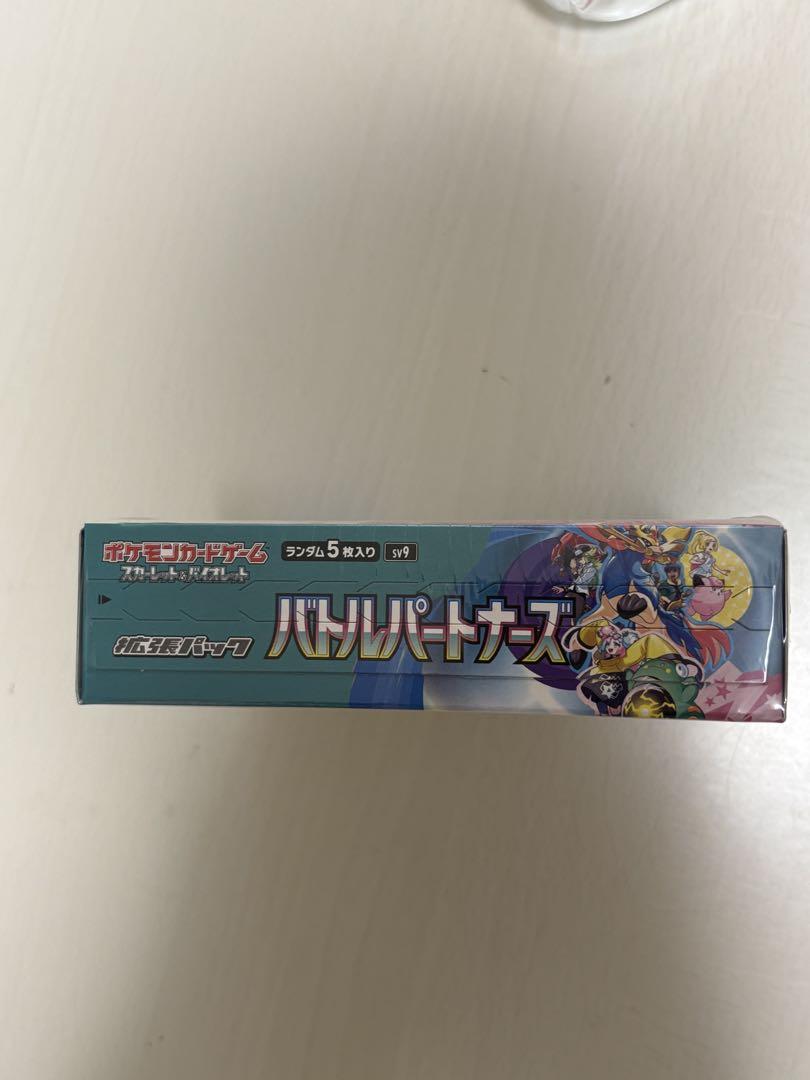 ポケモンカードゲーム
スカーレット&バイオレット
ランダム5枚入り
sv9
拡張パック
バトルパートナーズ